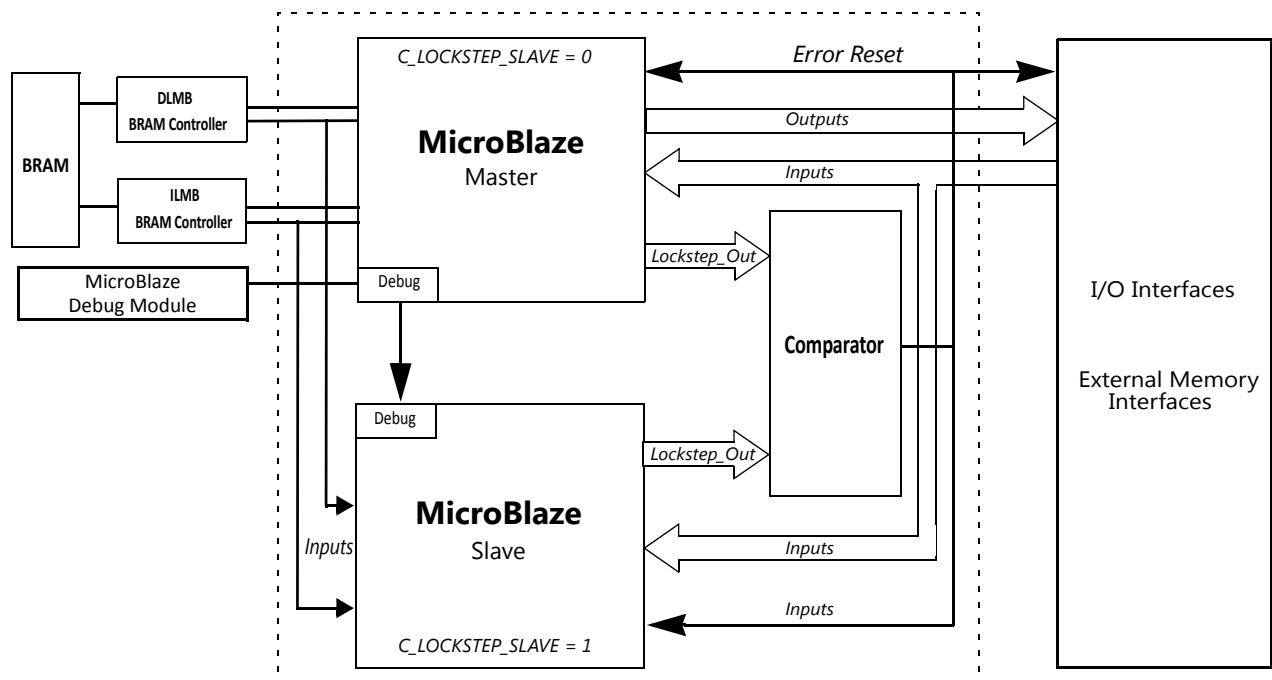 C_LOCKSTEP_SLAVE = 0
Error Reset
DLMB
BRAM Controller
Outputs
MicroBlaze
Master
BRAM
Inputs
ILMB
BRAM Controller
Lockstep_Out
MicroBlaze
Debug Module
Debug
I/O Interfaces
Comparator
External Memory
Interfaces
Debug
Lockstep_Out
MicroBlaze
Slave
Inputs
Inputs
Inputs
C_LOCKSTEP_SLAVE = 1